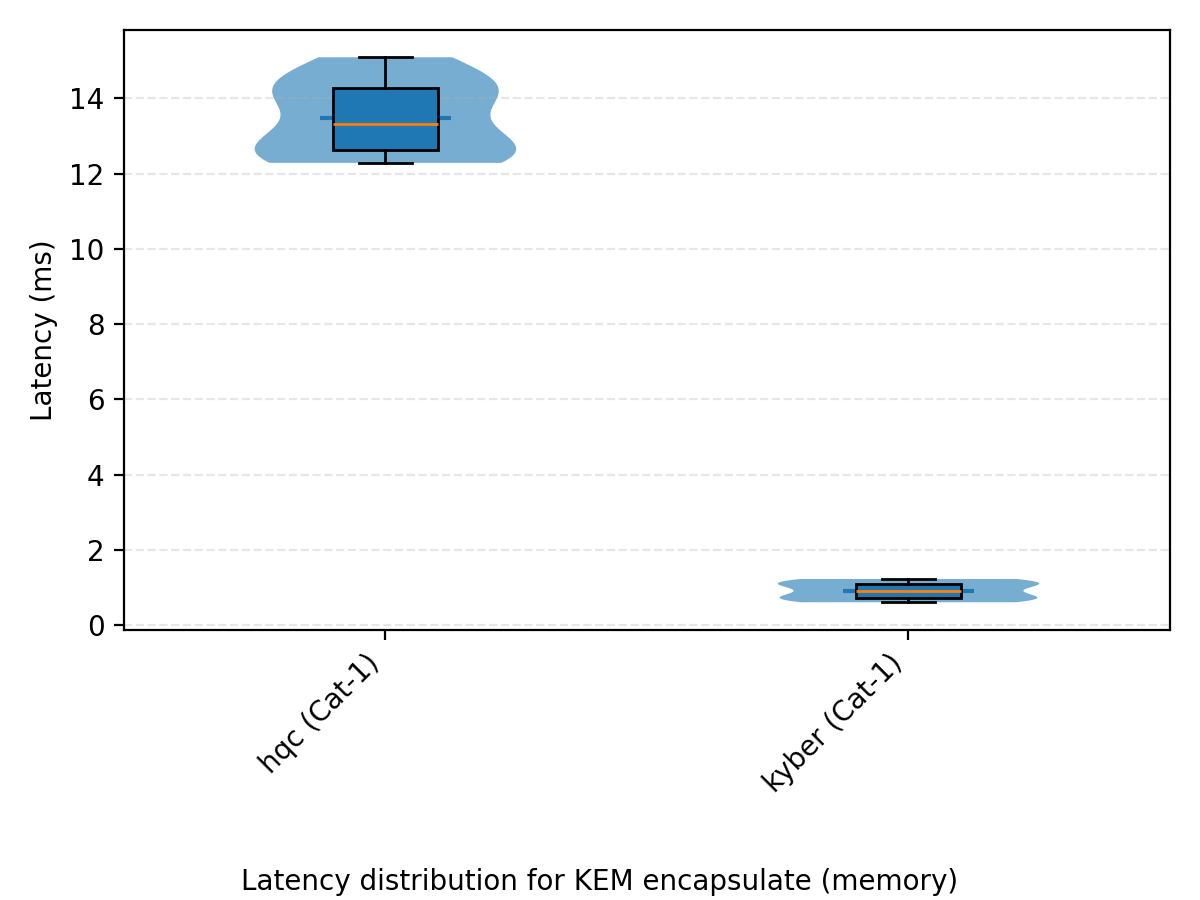 14
12
10
8
6
4
2
0
Latency (ms)
hqc (Cat-1)
kyber (Cat-1)
Latency distribution for KEM encapsulate (memory)